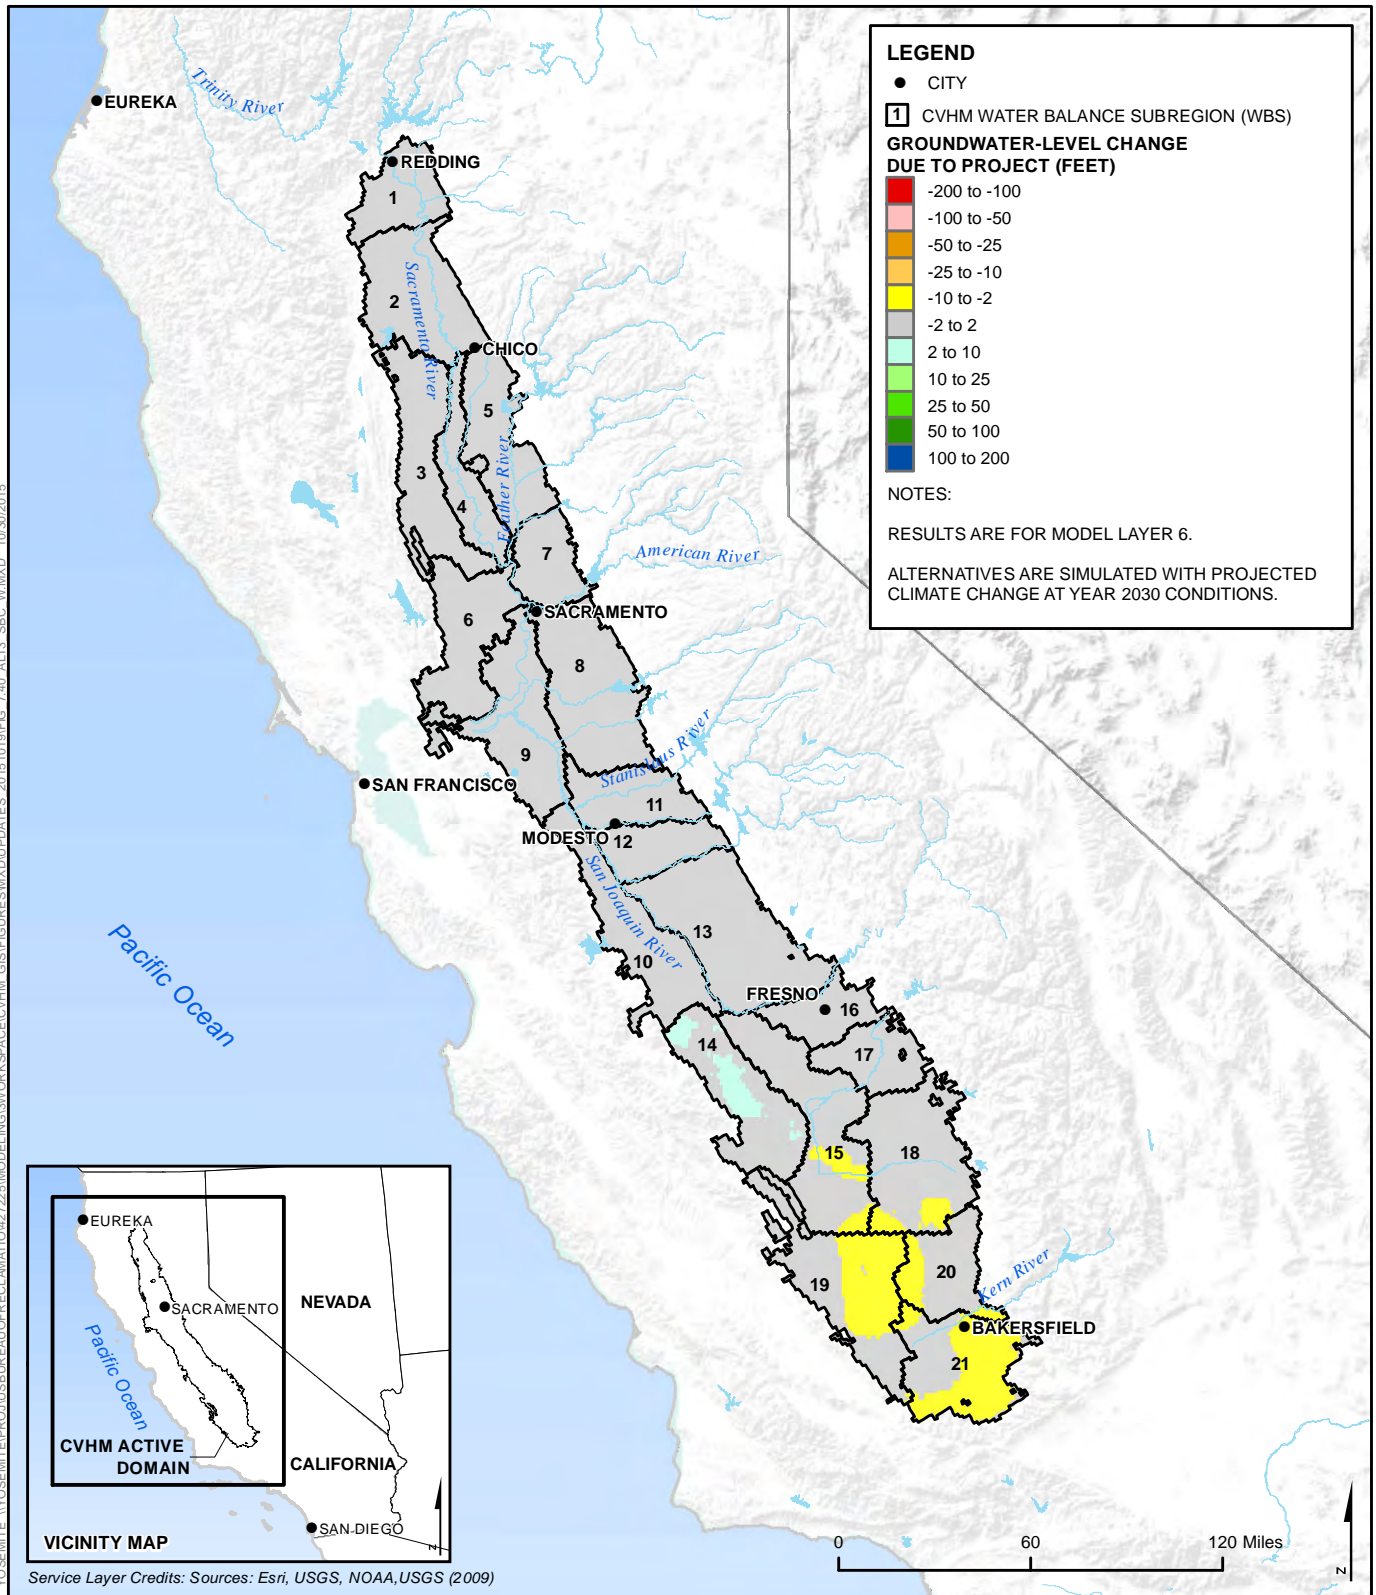 LEGEND
CITY
1 CVHM WATER BALANCE SUBREGION (WBS)
GROUNDWATER-LEVEL CHANGE
DUE TO PROJECT (FEET)
-200 to -100
-100 to -50
-50 to -25
-25 to -10
-10 to -2
-2 to 2
2 to 10
10 to 25
25 to 50
50 to 100
100 to 200
NOTES:
RESULTS ARE FOR MODEL LAYER 6.
ALTERNATIVES ARE SIMULATED WITH PROJECTED
CLIMATE CHANGE AT YEAR 2030 CONDITIONS.
EUREKA
Trinity River
REDDING
1
2
Sacramento River
CHICO
5
3
4
Feather River
7
American River
SACRAMENTO
6
8
9
Stanislaus River
SAN FRANCISCO
11
MODESTO
12
San Joaquin River
13
10
Pacific Ocean
FRESNO
16
14
17
15
18
19
20
Kern River
BAKERSFIELD
21
EUREKA
SACRAMENTO
NEVADA
Pacific Ocean
CVHM ACTIVE
DOMAIN
CALIFORNIA
SAN DIEGO
VICINITY MAP
N
0 60 120 Miles
N
Service Layer Credits: Sources: Esri, USGS, NOAA,USGS (2009)